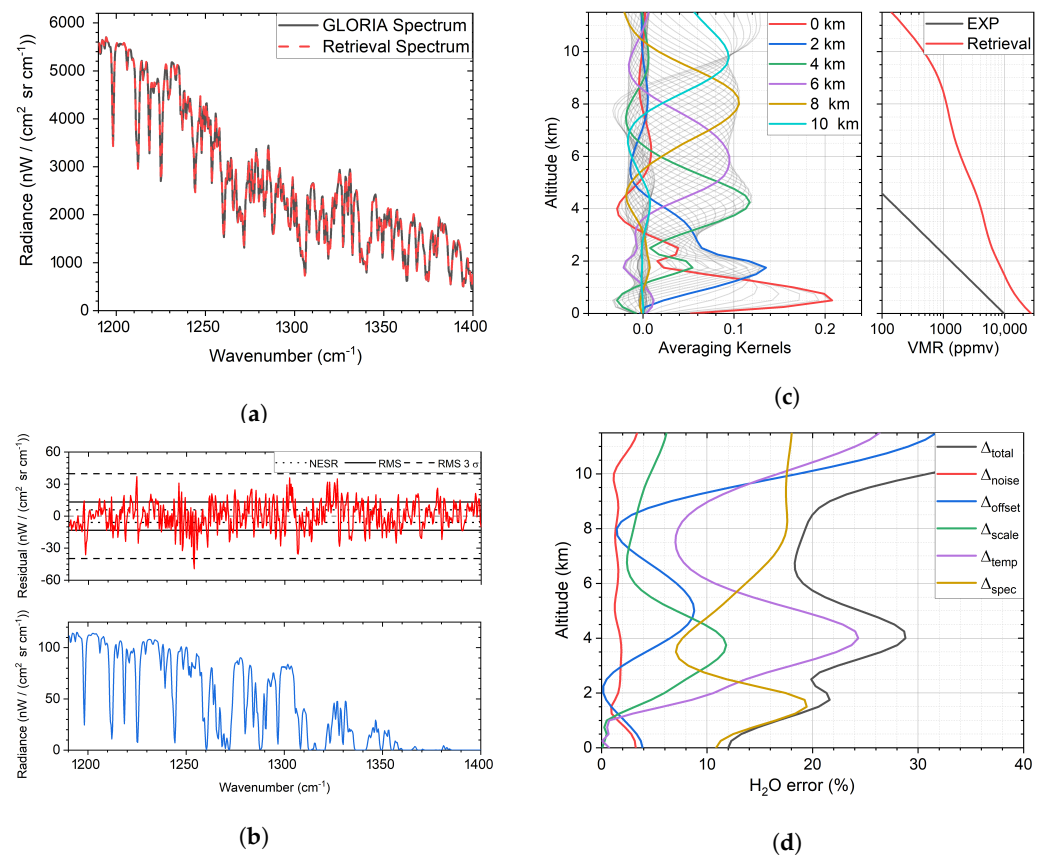 6000
5000
4000
3000
2000
1000
0
Radiance (nW / (cm² sr cm⁻¹))
GLORIA Spectrum
Retrieval Spectrum
1200 1250 1300 1350 1400
Wavenumber (cm⁻¹)
(a)
60
30
0
-30
-60
Residual (nW / (cm² sr cm⁻¹))
NESR RMS RMS 3 σ
100
50
0
Radiance (nW / (cm² sr cm⁻¹))
1200 1250 1300 1350 1400
Wavenumber (cm⁻¹)
(b)
10
8
6
4
2
0
Altitude (km)
0 km
2 km
4 km
6 km
8 km
10 km
0.0 0.1 0.2
Averaging Kernels
EXP
Retrieval
100 1000 10,000
VMR (ppmv)
(c)
10
8
6
4
2
0
Altitude (km)
Δtotal
Δnoise
Δoffset
Δscale
Δtemp
Δspec
0 10 20 30 40
H₂O error (%)
(d)